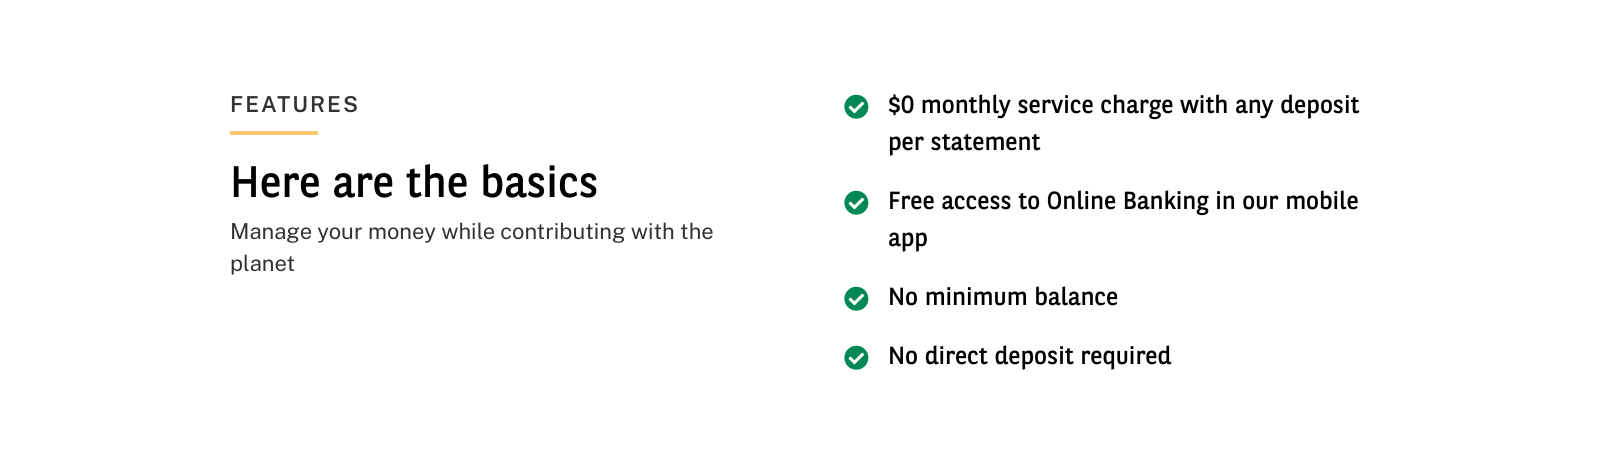 FEATURES
Here are the basics
Manage your money while contributing with the
planet
$0 monthly service charge with any deposit
per statement
Free access to Online Banking in our mobile
app
No minimum balance
No direct deposit required